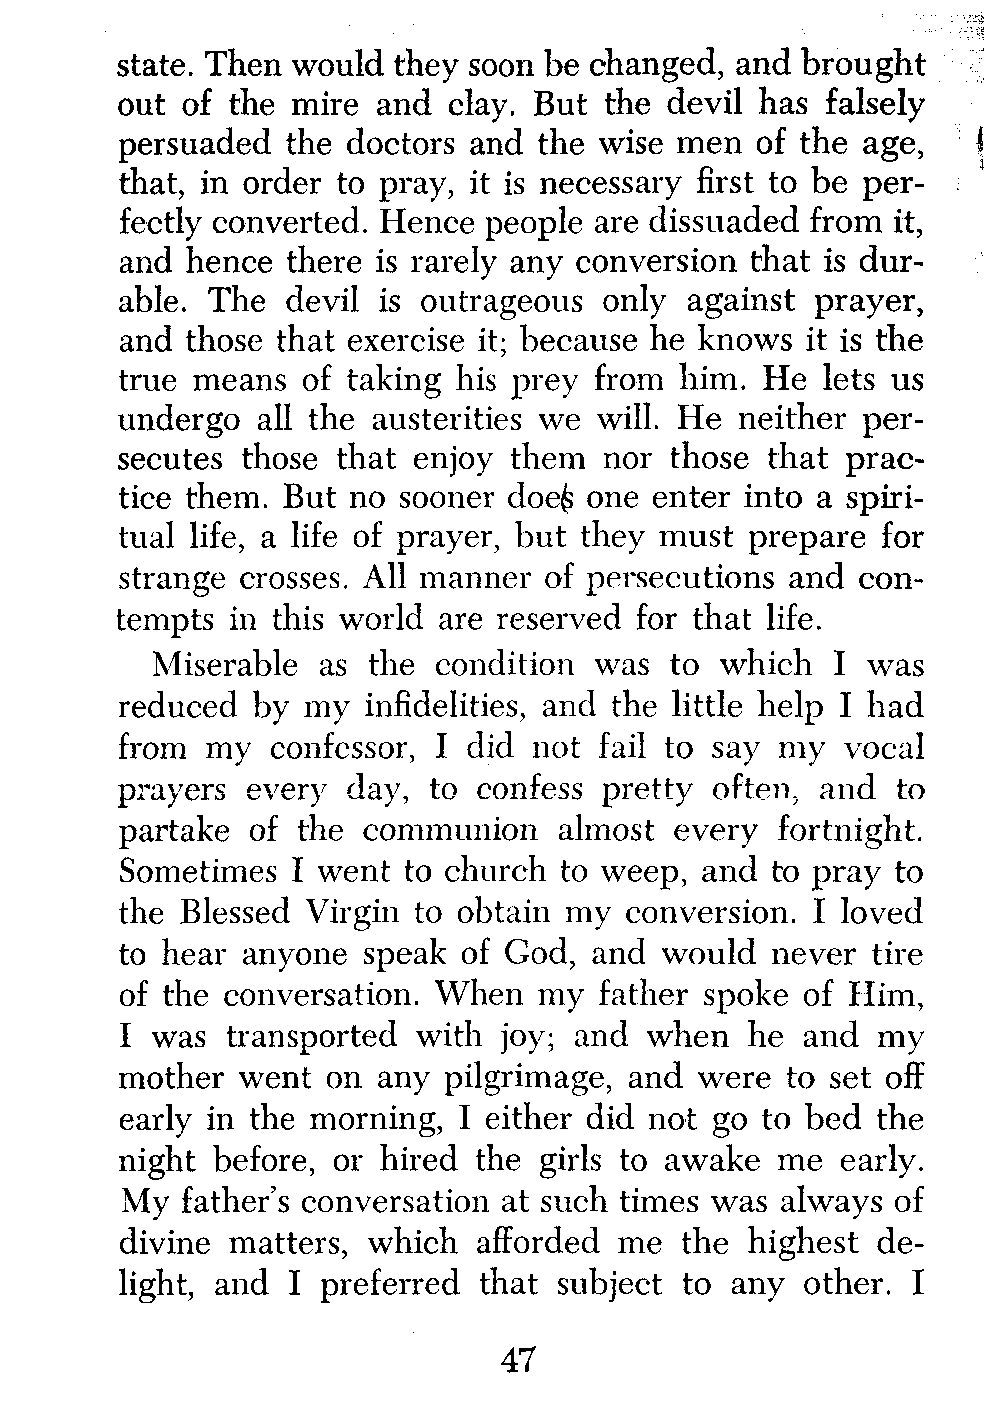 state. Then would they soon be changed, and brought
out of the mire and clay. But the devil has falsely
persuaded the doctors and the wise men of the age,
that, in order to pray, it is necessary first to be per-
fectly converted. Hence people are dissuaded from it,
and hence there is rarely any conversion that is dur-
able. The devil is outrageous only against prayer,
and those that exercise it; because he knows it is the
true means of taking his prey from him. He lets us
undergo all the austerities we will. He neither per-
secutes those that enjoy them nor those that prac-
tice them. But no sooner does one enter into a spiri-
tual life, a life of prayer, but they must prepare for
strange crosses. All manner of persecutions and con-
tempts in this world are reserved for that life.
Miserable as the condition was to which I was
reduced by my infidelities, and the little help I had
from my confessor, I did not fail to say my vocal
prayers every day, to confess pretty often, and to
partake of the communion almost every fortnight.
Sometimes I went to church to weep, and to pray to
the Blessed Virgin to obtain my conversion. I loved
to hear anyone speak of God, and would never tire
of the conversation. When my father spoke of Him,
I was transported with joy; and when he and my
mother went on any pilgrimage, and were to set off
early in the morning, I either did not go to bed the
night before, or hired the girls to awake me early.
My father's conversation at such times was always of
divine matters, which afforded me the highest de-
light, and I preferred that subject to any other. I
47